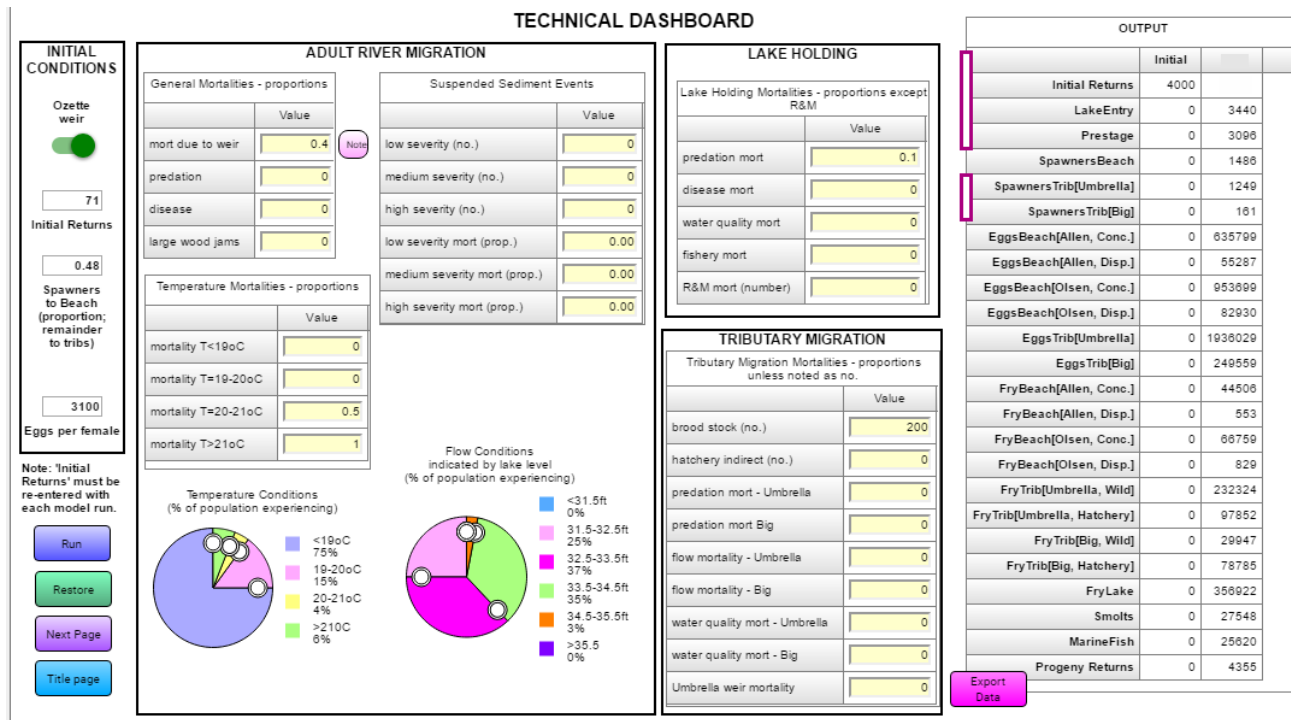 TECHNICAL DASHBOARD
INITIAL
CONDITIONS
Ozette
weir
71
Initial Returns
0.48
Spawners
to Beach
(proportion;
remainder
to tribs)
3100
Eggs per female
Note: 'Initial
Returns' must be
re-entered with
each model run.
Run
Restore
Next Page
Title page
ADULT RIVER MIGRATION
General Mortalities - proportions
Value
mort due to weir 0.4
Note
predation 0
disease 0
large wood jams 0
Temperature Mortalities - proportions
Value
mortality T<19oC 0
mortality T=19-20oC 0
mortality T=20-21oC 0.5
mortality T>21oC 1
Suspended Sediment Events
Value
low severity (no.) 0
medium severity (no.) 0
high severity (no.) 0
low severity mort (prop.) 0.00
medium severity mort (prop.) 0.00
high severity mort (prop.) 0.00
Temperature Conditions
(% of population experiencing)
<19oC
75%
19-20oC
15%
20-21oC
4%
>210C
6%
Flow Conditions
indicated by lake level
(% of population experiencing)
<31.5ft
0%
31.5-32.5ft
25%
32.5-33.5ft
37%
33.5-34.5ft
35%
34.5-35.5ft
3%
>35.5
0%
LAKE HOLDING
Lake Holding Mortalities - proportions except
R&M
Value
predation mort 0.1
disease mort 0
water quality mort 0
fishery mort 0
R&M mort (number) 0
TRIBUTARY MIGRATION
Tributary Migration Mortalities - proportions
unless noted as no.
Value
brood stock (no.) 200
hatchery indirect (no.) 0
predation mort - Umbrella 0
predation mort Big 0
flow mortality - Umbrella 0
flow mortality - Big 0
water quality mort - Umbrella 0
water quality mort - Big 0
Umbrella weir mortality 0
OUTPUT
Initial
Initial Returns 4000
LakeEntry 0 3440
Prestage 0 3096
SpawnersBeach 0 1486
SpawnersTrib[Umbrella] 0 1249
SpawnersTrib[Big] 0 161
EggsBeach[Allen, Conc.] 0 635799
EggsBeach[Allen, Disp.] 0 55287
EggsBeach[Olsen, Conc.] 0 953699
EggsBeach[Olsen, Disp.] 0 82930
EggsTrib[Umbrella] 0 1936029
EggsTrib[Big] 0 249559
FryBeach[Allen, Conc.] 0 44506
FryBeach[Allen, Disp.] 0 553
FryBeach[Olsen, Conc.] 0 66759
FryBeach[Olsen, Disp.] 0 829
FryTrib[Umbrella, Wild] 0 232324
FryTrib[Umbrella, Hatchery] 0 97852
FryTrib[Big, Wild] 0 29947
FryTrib[Big, Hatchery] 0 78785
FryLake 0 356922
Smolts 0 27548
MarineFish 0 25620
Progeny Returns 0 4355
Export
Data